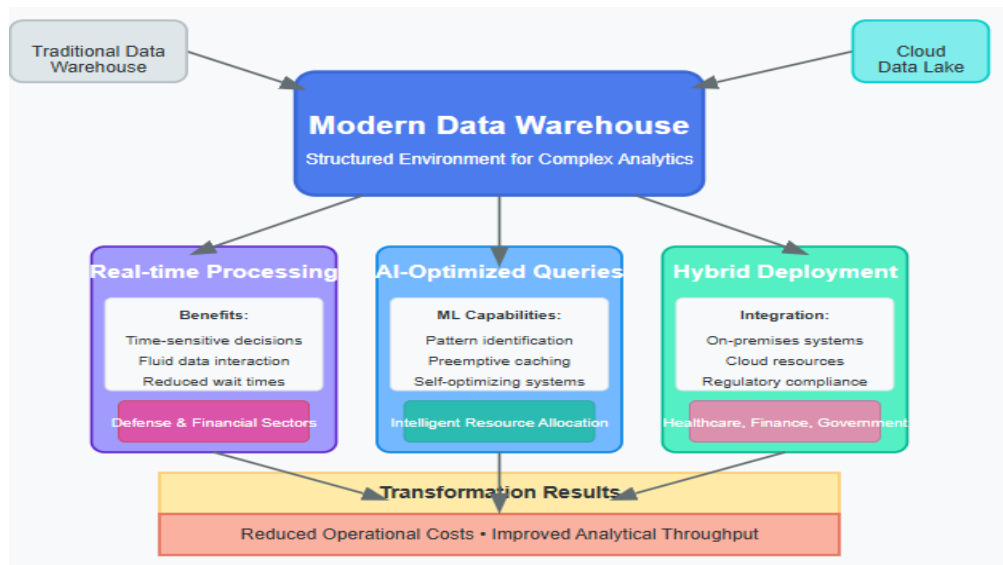 Traditional Data
Warehouse
Cloud
Data Lake
Modern Data Warehouse
Structured Environment for Complex Analytics
Real-time Processing
Benefits:
Time-sensitive decisions
Fluid data interaction
Reduced wait times
Defense & Financial Sectors
AI-Optimized Queries
ML Capabilities:
Pattern identification
Preemptive caching
Self-optimizing systems
Intelligent Resource Allocation
Hybrid Deployment
Integration:
On-premises systems
Cloud resources
Regulatory compliance
Healthcare, Finance, Government
Transformation Results
Reduced Operational Costs • Improved Analytical Throughput